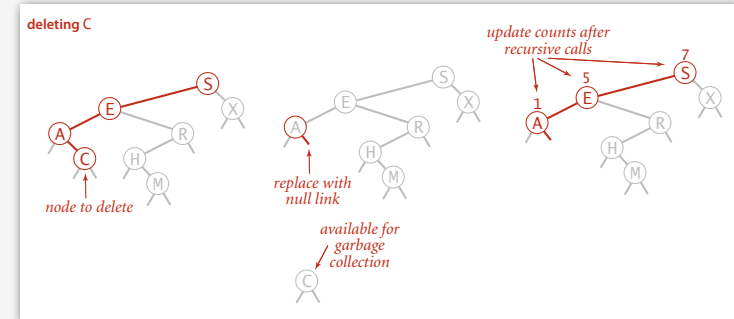 deleting C
S
E
X
A
R
C
H
M
node to delete
S
E
X
A
R
H
M
replace with
null link
available for
garbage
collection
C
update counts after
recursive calls
7
S
5
E
X
1
A
R
H
M